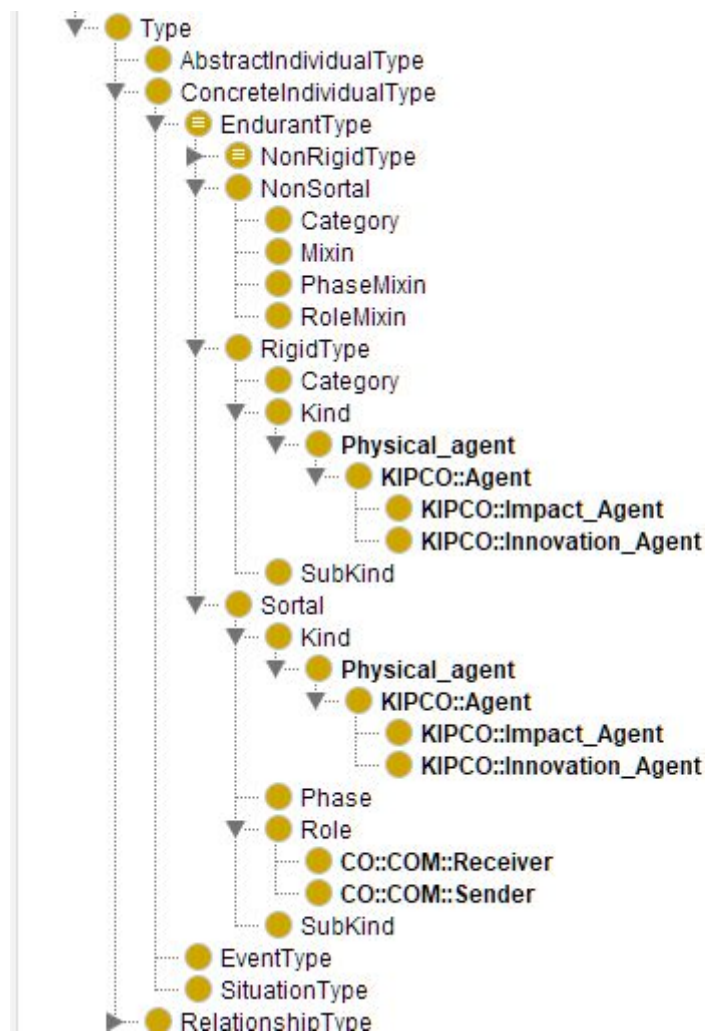 Type
AbstractIndividualType
ConcreteIndividualType
EndurantType
NonRigidType
NonSortal
Category
Mixin
PhaseMixin
RoleMixin
RigidType
Category
Kind
Physical_agent
KIPCO::Agent
KIPCO::Impact_Agent
KIPCO::Innovation_Agent
SubKind
Sortal
Kind
Physical_agent
KIPCO::Agent
KIPCO::Impact_Agent
KIPCO::Innovation_Agent
Phase
Role
CO::COM::Receiver
CO::COM::Sender
SubKind
EventType
SituationType
RelationshipType